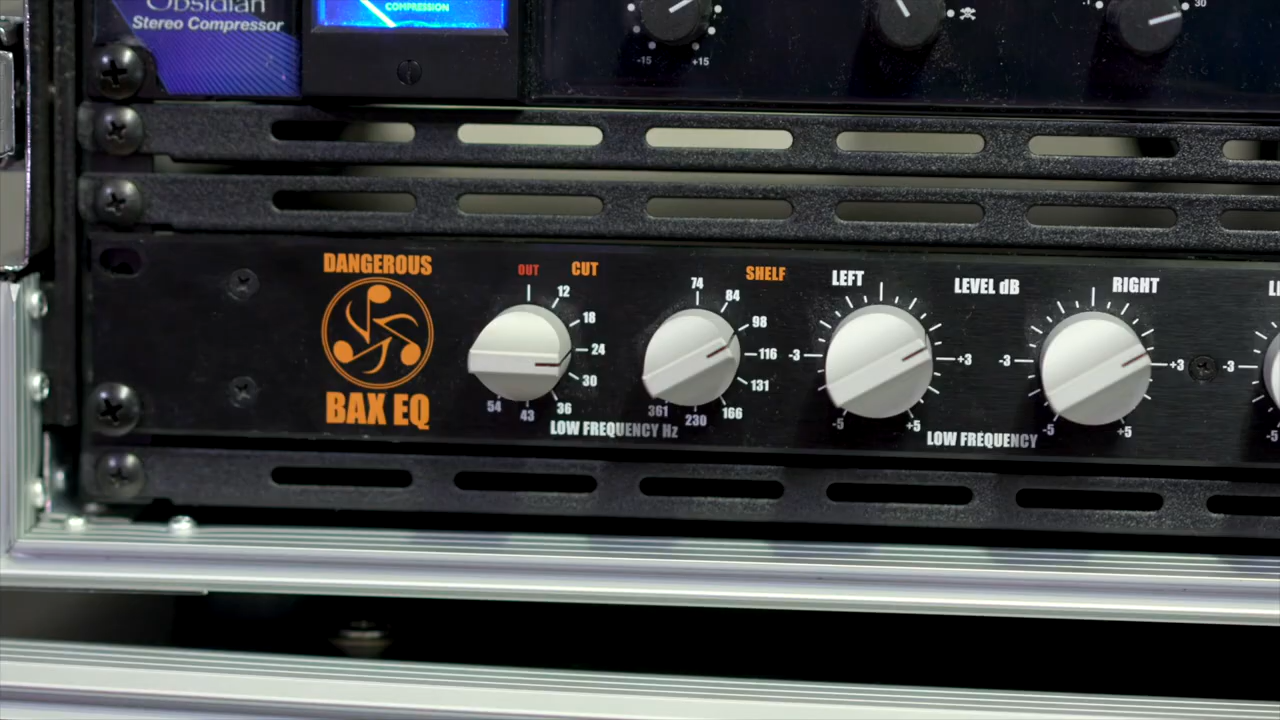 Obsidian
Stereo Compressor
COMPRESSION
-15 +15
30
DANGEROUS
BAX EQ
OUT CUT
12
18
24
30
36
43
54
SHELF
74
84
98
116
131
166
230
361
LOW FREQUENCY Hz
LEFT LEVEL dB RIGHT
-3 +3 -3 +3 -3
-5 +5 -5 +5 -5
LOW FREQUENCY